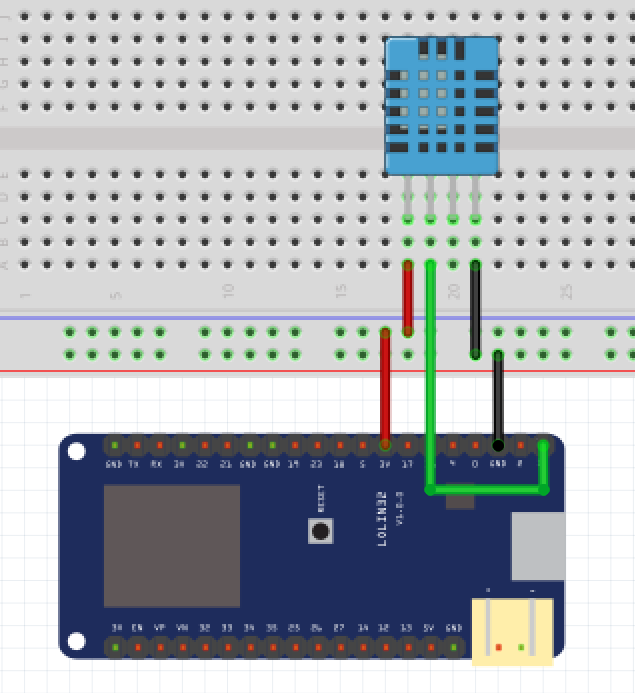 1 5 10 15 20 25
GND TX RX 3V 22 21 GND GND 19 23 18 5 3V 17 4 0 GND 2
RESET
LOLIN32
V1.0.0
3V EN VP VN 32 33 34 35 25 26 27 14 12 13 5V GND